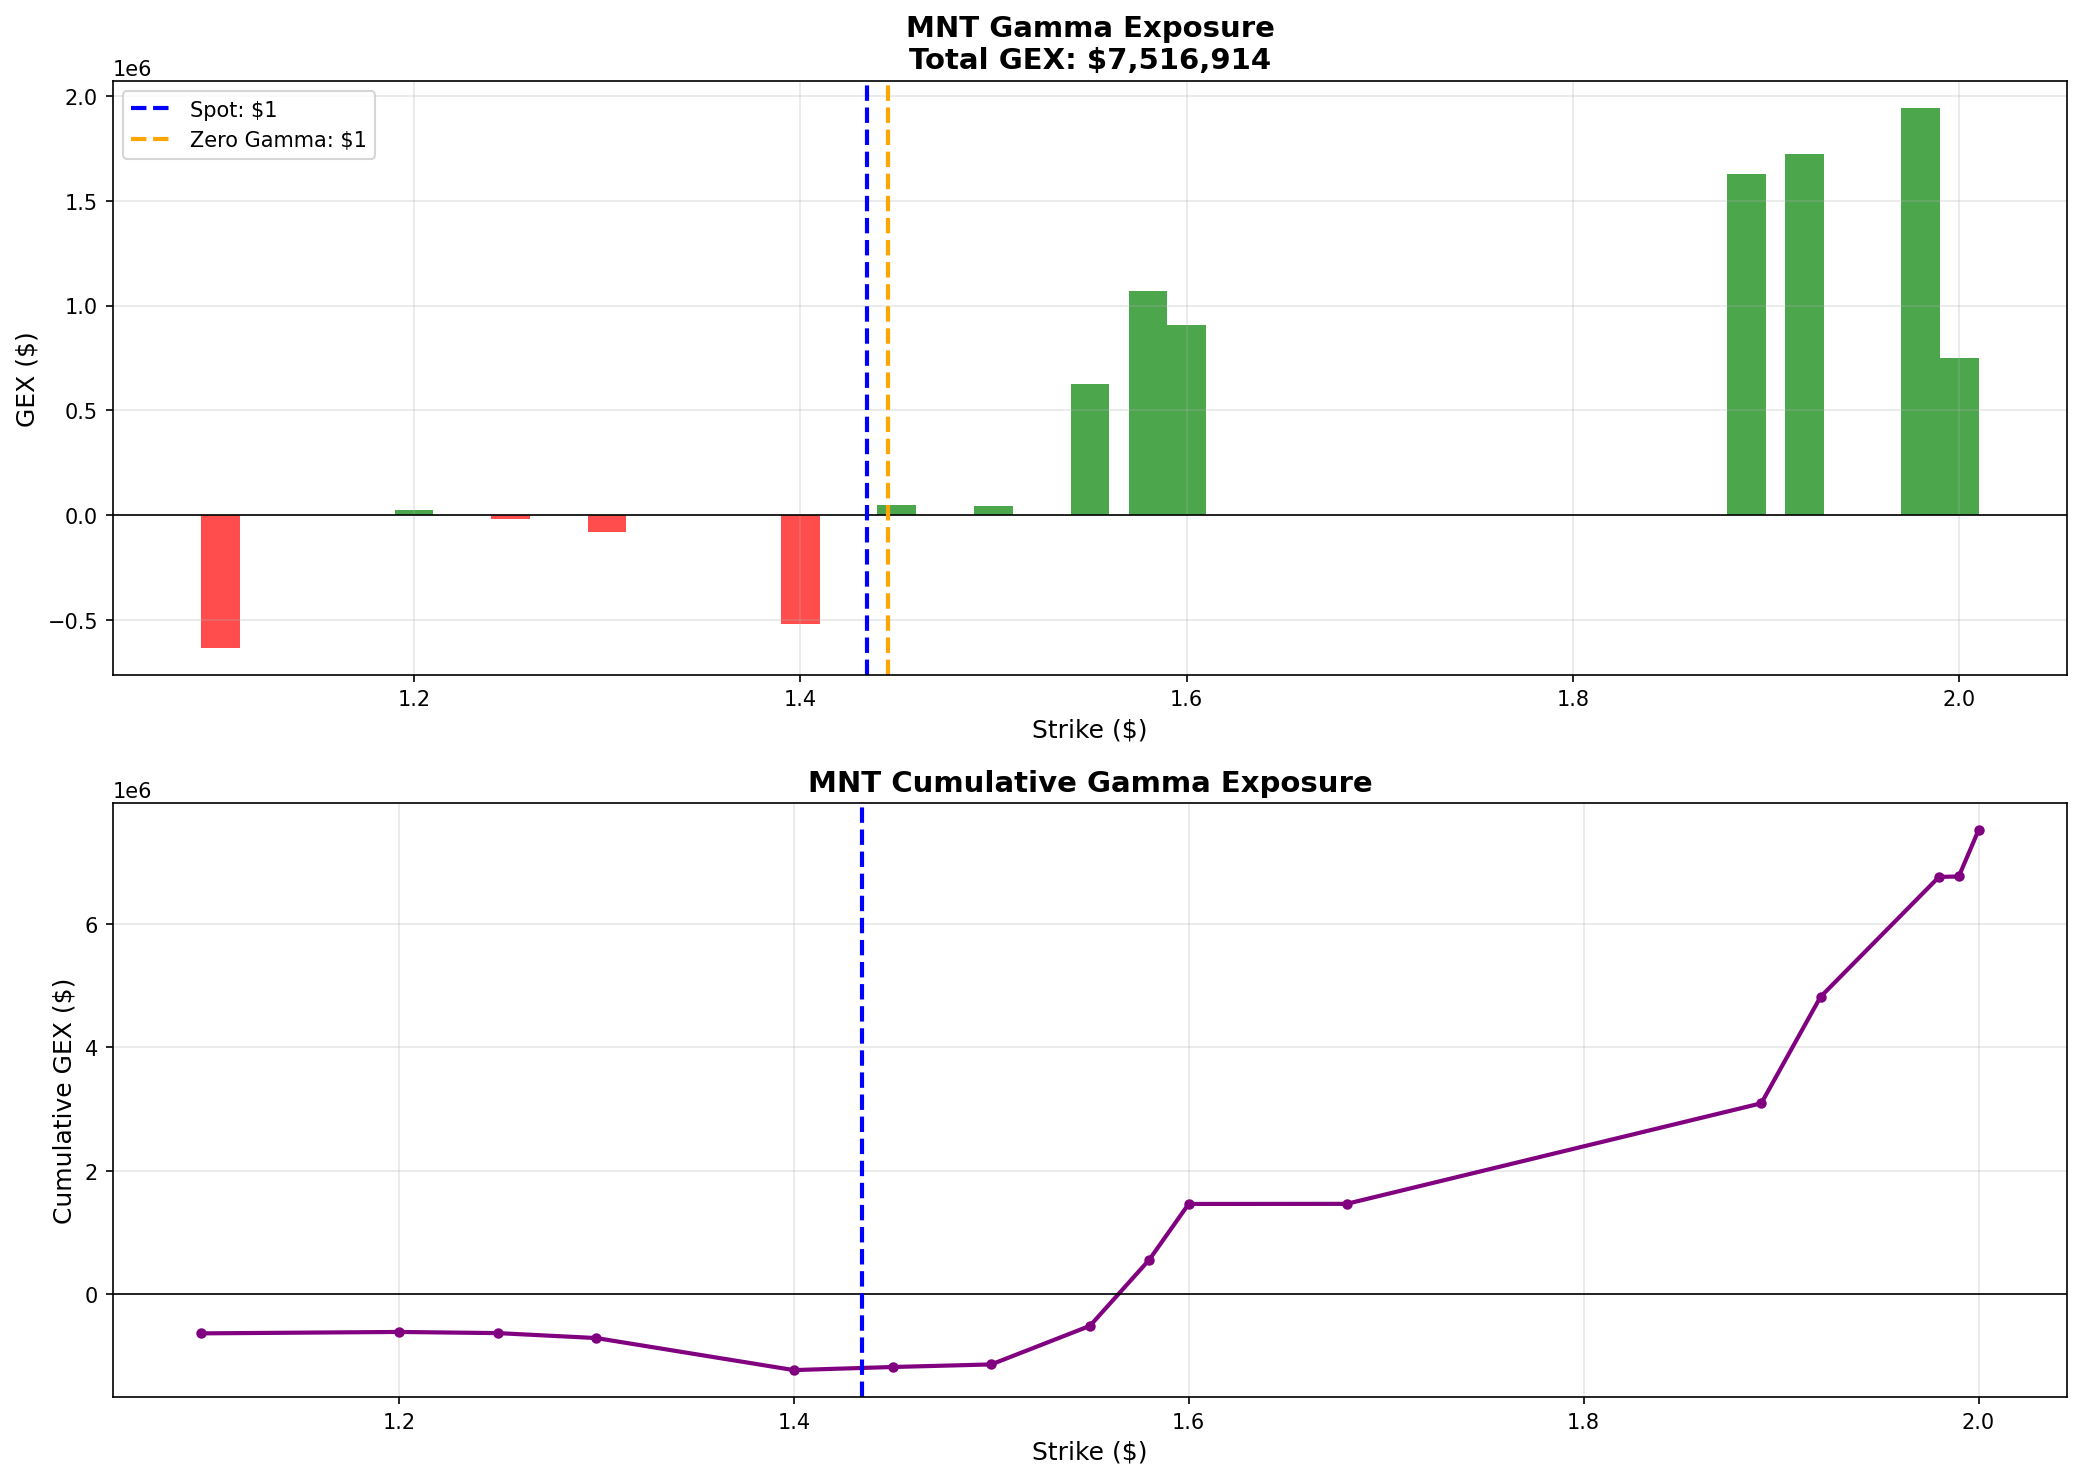 MNT Gamma Exposure
Total GEX: $7,516,914
1e6
Spot: $1
Zero Gamma: $1
2.0
1.5
1.0
0.5
0.0
−0.5
GEX ($)
1.2 1.4 1.6 1.8 2.0
Strike ($)
MNT Cumulative Gamma Exposure
1e6
6
4
2
0
Cumulative GEX ($)
1.2 1.4 1.6 1.8 2.0
Strike ($)